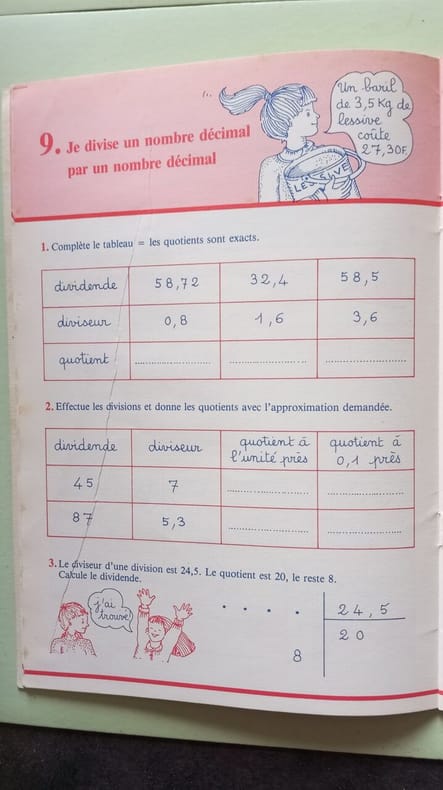 Un baril
de 3,5 Kg de
lessive
coûte
27,30F.
LESSIVE
9. Je divise un nombre décimal
par un nombre décimal
1. Complète le tableau = les quotients sont exacts.
dividende 58,72 32,4 58,5
diviseur 0,8 1,6 3,6
quotient ........................ ........................ ........................
2. Effectue les divisions et donne les quotients avec l'approximation demandée.
dividende diviseur quotient à l'unité près quotient à 0,1 près
45 7 ........................ ........................
87 5,3 ........................ ........................
3. Le diviseur d'une division est 24,5. Le quotient est 20, le reste 8.
Calcule le dividende.
j'ai
trouvé
. . . . 24,5
20
8